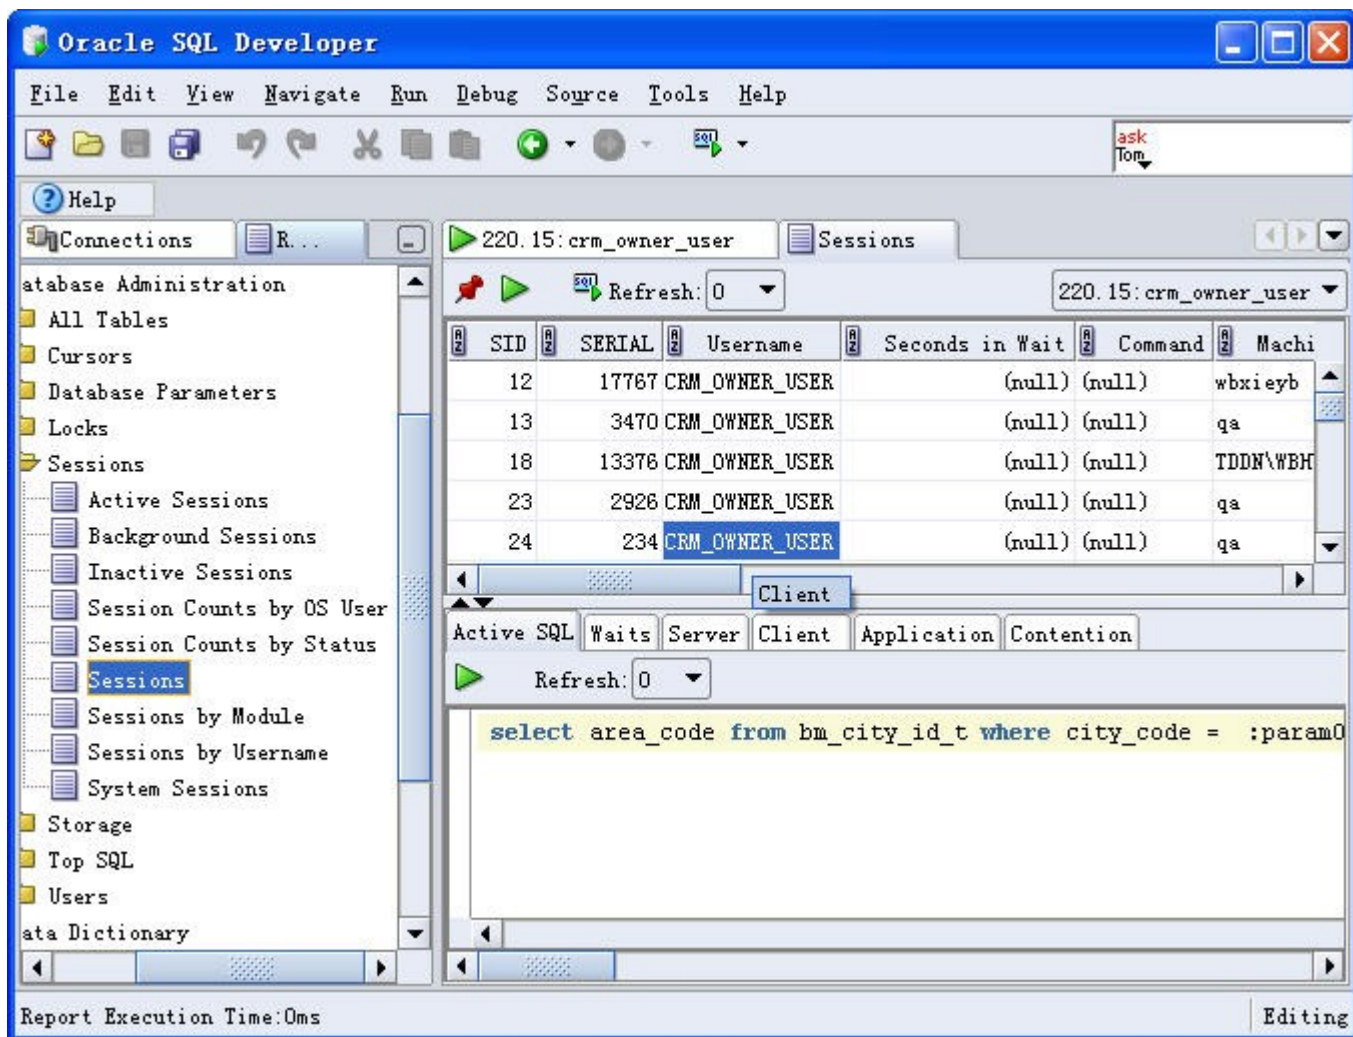 Oracle SQL Developer
File Edit View Navigate Run Debug Source Tools Help
ask
Tom
Help
Connections R...
220.15:crm_owner_user Sessions
Refresh: 0 220.15:crm_owner_user
atabase Administration
All Tables
Cursors
Database Parameters
Locks
Sessions
Active Sessions
Background Sessions
Inactive Sessions
Session Counts by OS User
Session Counts by Status
Sessions
Sessions by Module
Sessions by Username
System Sessions
Storage
Top SQL
Users
ata Dictionary
SID SERIAL Username Seconds in Wait Command Machi
12 17767 CRM_OWNER_USER (null) (null) wbxieyb
13 3470 CRM_OWNER_USER (null) (null) qa
18 13376 CRM_OWNER_USER (null) (null) TDDN\WBH
23 2926 CRM_OWNER_USER (null) (null) qa
24 234 CRM_OWNER_USER (null) (null) qa
Client
Active SQL Waits Server Client Application Contention
Refresh: 0
select area_code from bm_city_id_t where city_code = :param0
Report Execution Time:0ms Editing